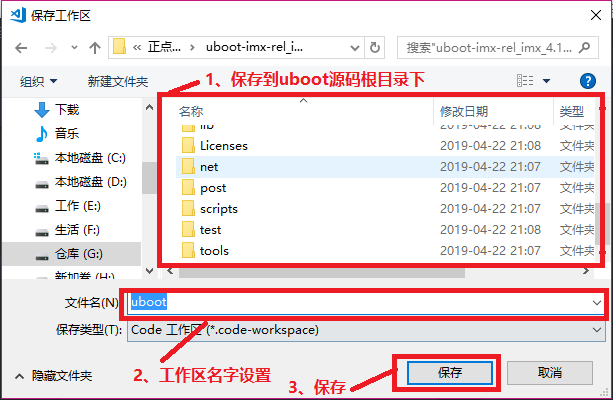 保存工作区
« 正点... › uboot-imx-rel_i...
搜索"uboot-imx-rel_imx_4.1...
组织
新建文件夹
1、保存到uboot源码根目录下
下载
音乐
本地磁盘 (C:)
本地磁盘 (D:)
工作 (E:)
生活 (F:)
仓库 (G:)
新加卷 (H:)
名称 修改日期 类型
lib 2019-04-22 21:08 文件夹
Licenses 2019-04-22 21:08 文件夹
net 2019-04-22 21:07 文件夹
post 2019-04-22 21:07 文件夹
scripts 2019-04-22 21:07 文件夹
test 2019-04-22 21:08 文件夹
tools 2019-04-22 21:07 文件夹
文件名(N): uboot
保存类型(T): Code 工作区 (*.code-workspace)
2、工作区名字设置
3、保存
隐藏文件夹
保存
取消